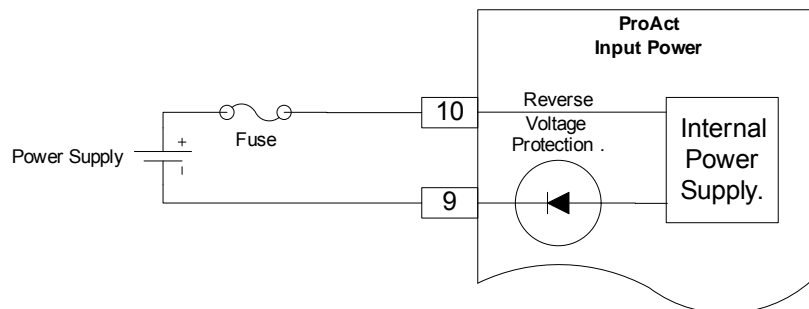 ProAct
Input Power
10
Reverse
Voltage
Protection .
Fuse
Power Supply
+
–
Internal
Power
Supply.
9